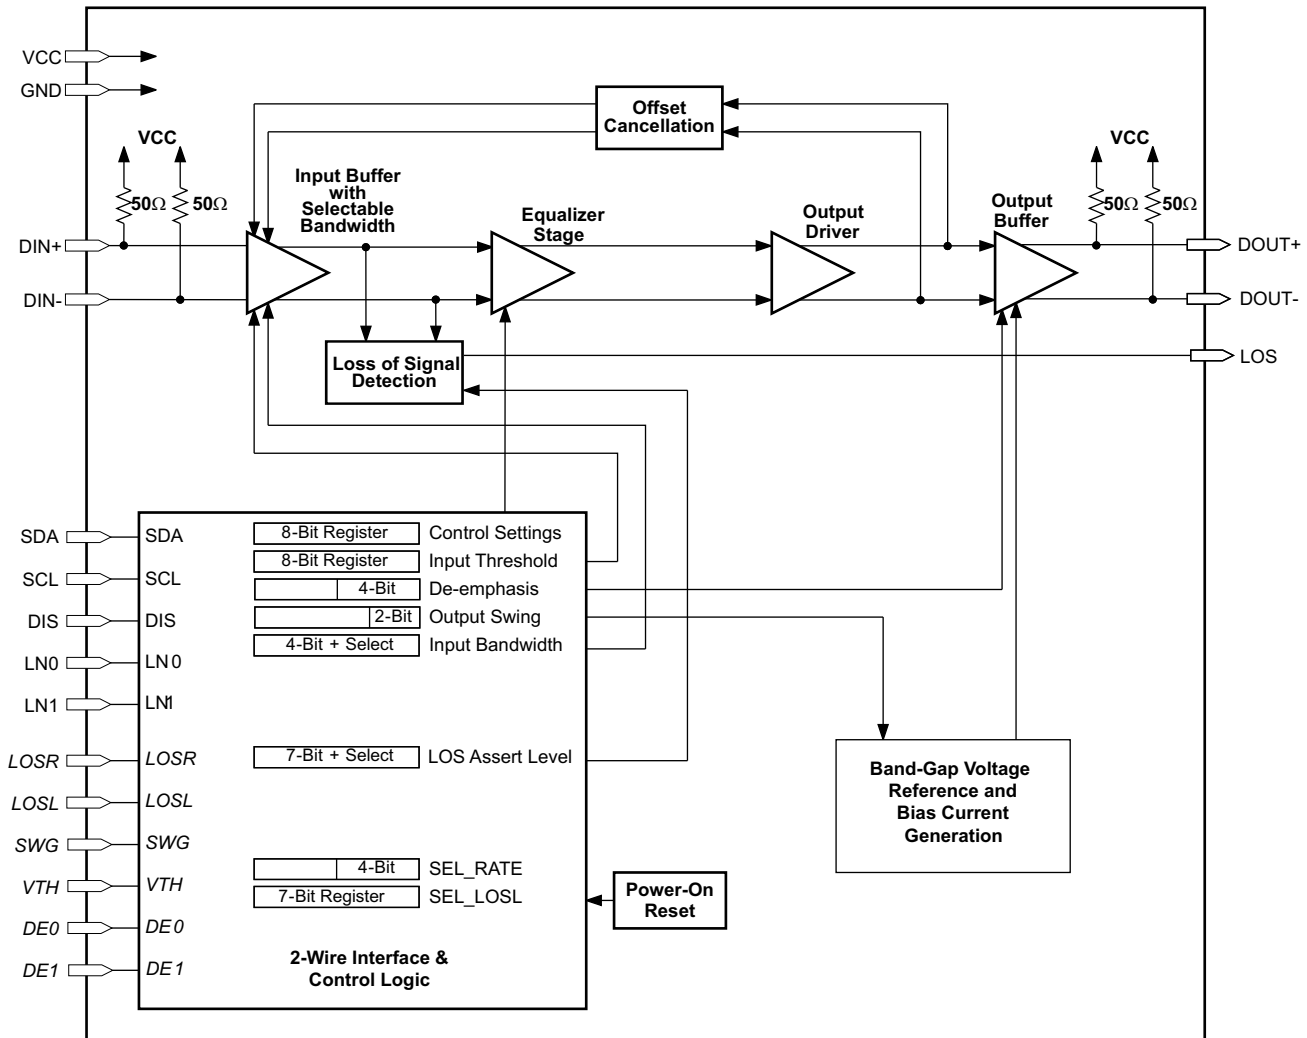 VCC
GND
Offset
Cancellation
VCC
VCC
50Ω
50Ω
Input Buffer
with
Selectable
Bandwidth
Equalizer
Stage
Output
Driver
Output
Buffer
50Ω
50Ω
DIN+
DOUT+
DIN-
DOUT-
Loss of Signal
Detection
LOS
SDA
SDA
8-Bit Register
Control Settings
8-Bit Register
Input Threshold
SCL
SCL
4-Bit
De-emphasis
DIS
DIS
2-Bit
Output Swing
4-Bit + Select
Input Bandwidth
LN0
LN0
LN1
LN1
LOSR
LOSR
7-Bit + Select
LOS Assert Level
Band-Gap Voltage
Reference and
Bias Current
Generation
LOSL
LOSL
SWG
SWG
4-Bit
SEL_RATE
VTH
VTH
7-Bit Register
SEL_LOSL
Power-On
Reset
DE0
DE0
2-Wire Interface &
Control Logic
DE1
DE1